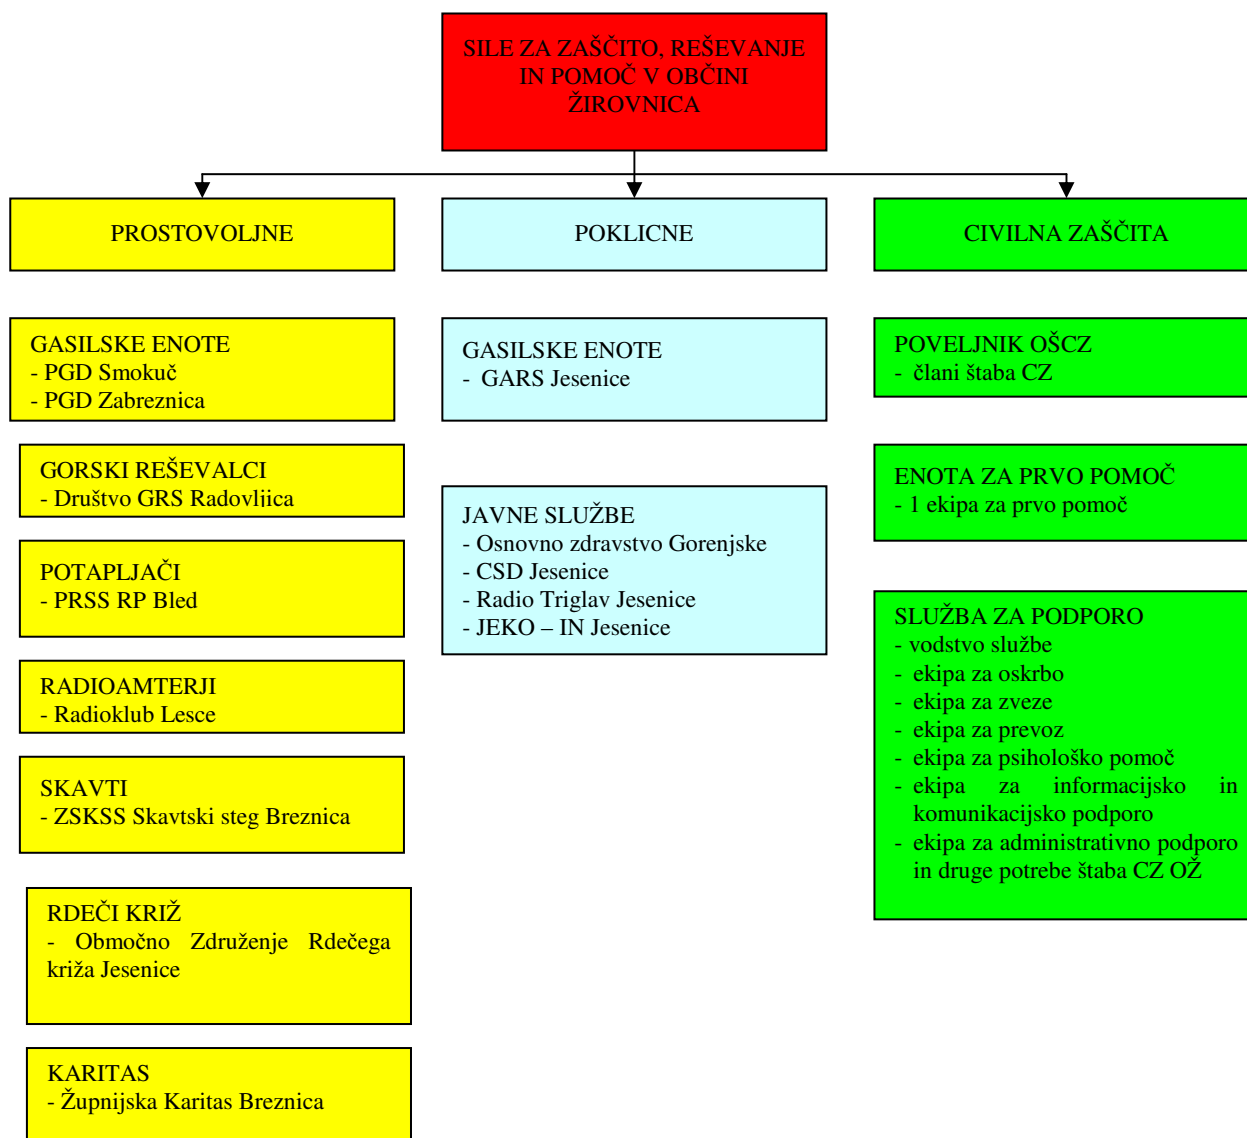 SILE ZA ZAŠČITO, REŠEVANJE
IN POMOČ V OBČINI
ŽIROVNICA
PROSTOVOLJNE
POKLICNE
CIVILNA ZAŠČITA
GASILSKE ENOTE
- PGD Smokuč
- PGD Zabreznica
GORSKI REŠEVALCI
- Društvo GRS Radovljica
POTAPLJAČI
- PRSS RP Bled
RADIOAMTERJI
- Radioklub Lesce
SKAVTI
- ZSKSS Skavtski steg Breznica
RDEČI KRIŽ
- Območno Združenje Rdečega
križa Jesenice
KARITAS
- Župnijska Karitas Breznica
GASILSKE ENOTE
- GARS Jesenice
JAVNE SLUŽBE
- Osnovno zdravstvo Gorenjske
- CSD Jesenice
- Radio Triglav Jesenice
- JEKO – IN Jesenice
POVELJNIK OŠCZ
- člani štaba CZ
ENOTA ZA PRVO POMOČ
- 1 ekipa za prvo pomoč
SLUŽBA ZA PODPORO
- vodstvo službe
- ekipa za oskrbo
- ekipa za zveze
- ekipa za prevoz
- ekipa za psihološko pomoč
- ekipa za informacijsko in
komunikacijsko podporo
- ekipa za administrativno podporo
in druge potrebe štaba CZ OŽ